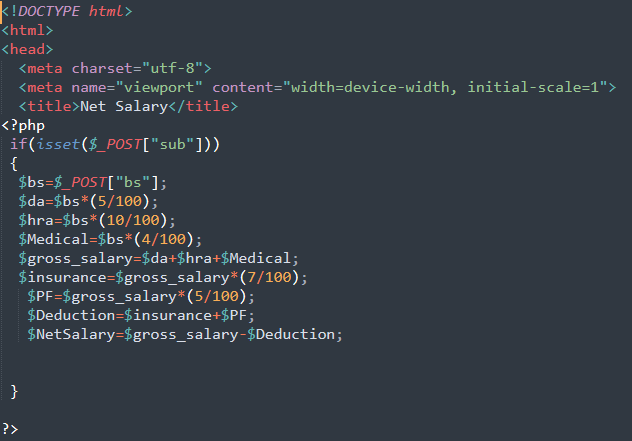 <!DOCTYPE html>
<html>
<head>
  <meta charset="utf-8">
  <meta name="viewport" content="width=device-width, initial-scale=1">
  <title>Net Salary</title>
<?php
 if(isset($_POST["sub"]))
 {
  $bs=$_POST["bs"];
  $da=$bs*(5/100);
  $hra=$bs*(10/100);
  $Medical=$bs*(4/100);
  $gross_salary=$da+$hra+$Medical;
  $insurance=$gross_salary*(7/100);
   $PF=$gross_salary*(5/100);
   $Deduction=$insurance+$PF;
   $NetSalary=$gross_salary-$Deduction;
 }
?>